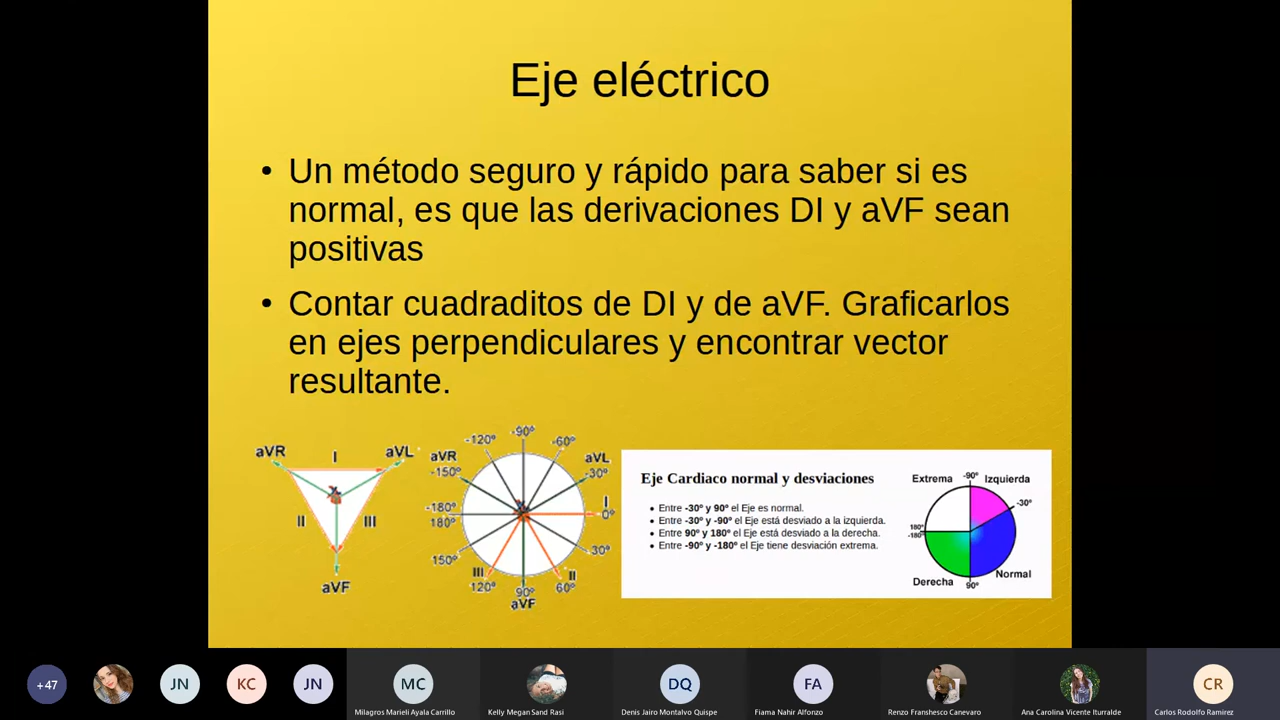 Eje eléctrico
• Un método seguro y rápido para saber si es
normal, es que las derivaciones DI y aVF sean
positivas
• Contar cuadraditos de DI y de aVF. Graficarlos
en ejes perpendiculares y encontrar vector
resultante.
aVR
I
aVL
II
III
aVF
-90º
-120º
-60º
aVR
aVL
-150º
-30º
I
-180º
0º
180º
150º
30º
III
II
120º
60º
90º
aVF
Eje Cardiaco normal y desviaciones
• Entre -30º y 90º el Eje es normal.
• Entre -30º y -90º el Eje está desviado a la izquierda.
• Entre 90º y 180º el Eje está desviado a la derecha.
• Entre -90º y -180º el Eje tiene desviación extrema.
Extrema
-90º
Izquierda
-30º
180º
-180º
Normal
Derecha
90º
+47
JN
KC
JN
MC
DQ
FA
CR
Milagros Marieli Ayala Carrillo
Kelly Megan Sand Rasi
Denis Jairo Montalvo Quispe
Fiama Nahir Alfonzo
Renzo Franshesco Canevaro
Ana Carolina Vicente Iturralde
Carlos Rodolfo Ramirez